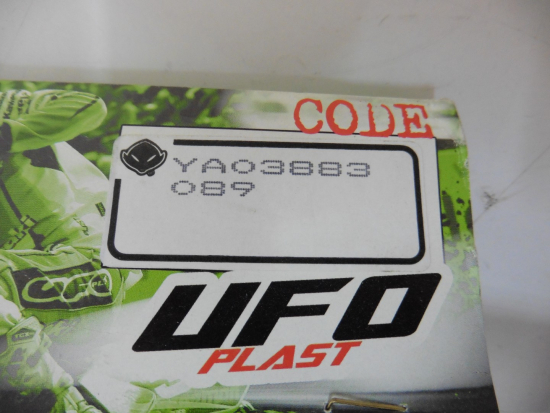 CODE
YA03883
089
UFO
PLAST